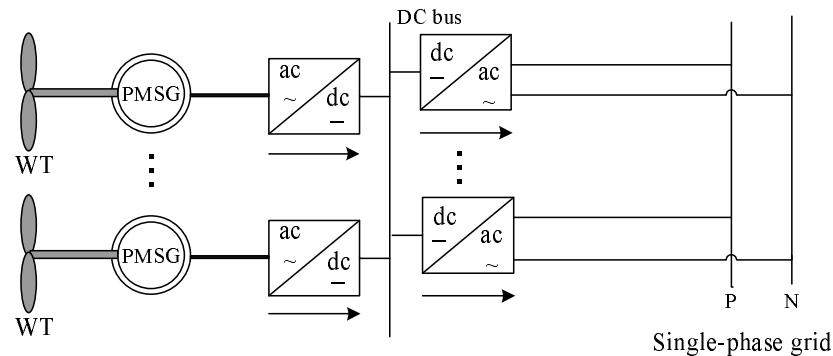 DC bus
ac
~
dc
dc
ac
~
PMSG
WT
ac
~
dc
dc
ac
~
PMSG
WT
P
N
Single-phase grid